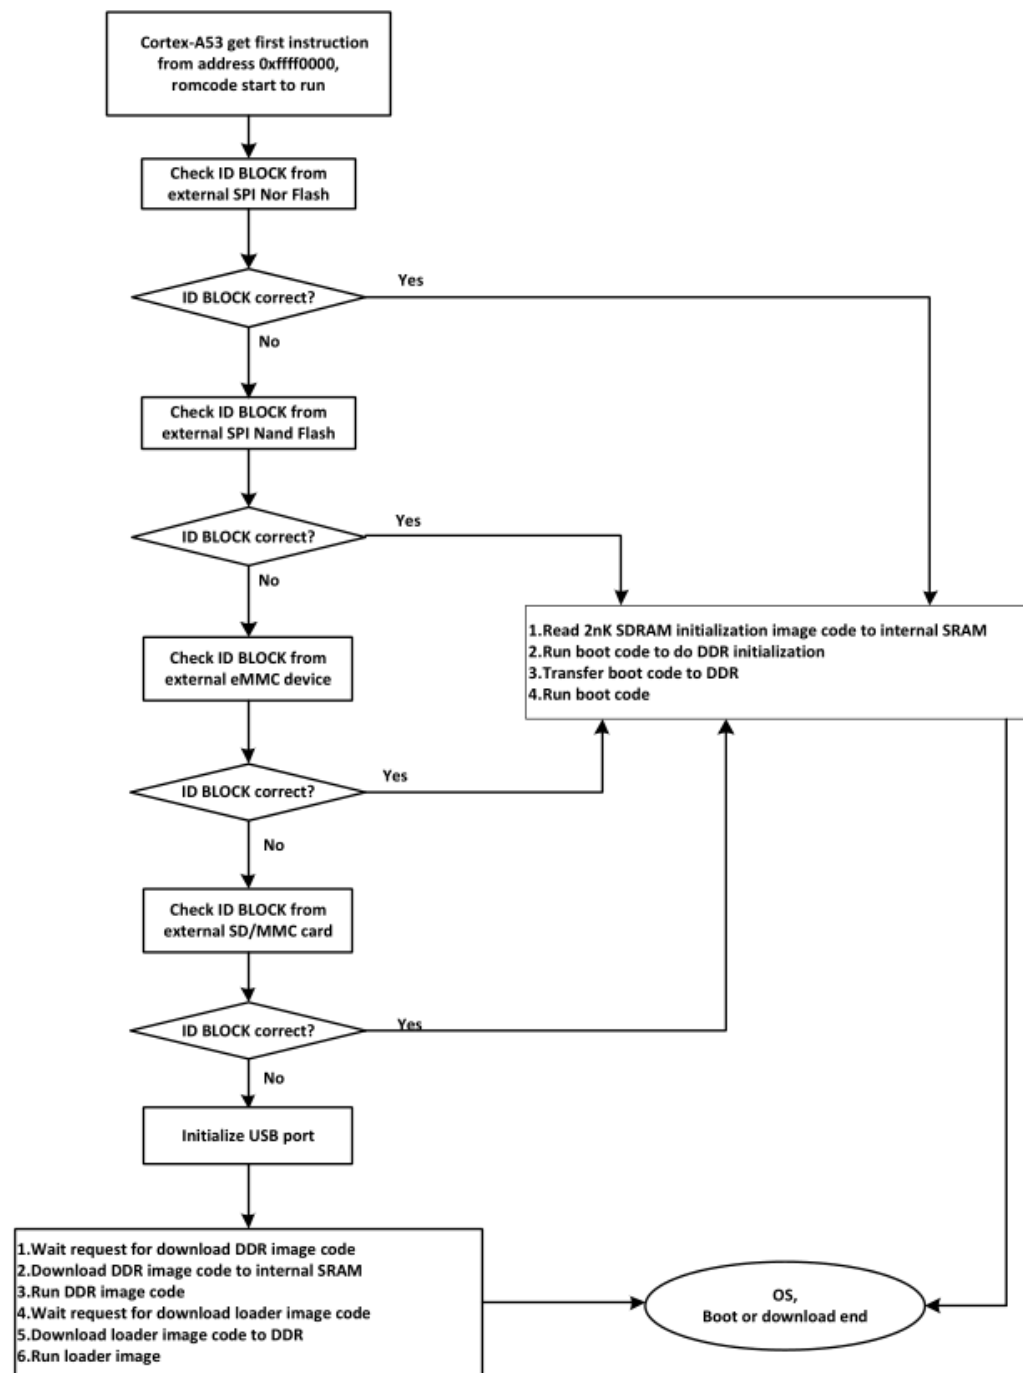 Cortex-A53 get first instruction
from address 0xffff0000,
romcode start to run
Check ID BLOCK from
external SPI Nor Flash
ID BLOCK correct?
Yes
No
Check ID BLOCK from
external SPI Nand Flash
ID BLOCK correct?
Yes
No
1.Read 2nK SDRAM initialization image code to internal SRAM
2.Run boot code to do DDR initialization
3.Transfer boot code to DDR
4.Run boot code
Check ID BLOCK from
external eMMC device
ID BLOCK correct?
Yes
No
Check ID BLOCK from
external SD/MMC card
ID BLOCK correct?
Yes
No
Initialize USB port
1.Wait request for download DDR image code
2.Download DDR image code to internal SRAM
3.Run DDR image code
4.Wait request for download loader image code
5.Download loader image code to DDR
6.Run loader image
OS,
Boot or download end